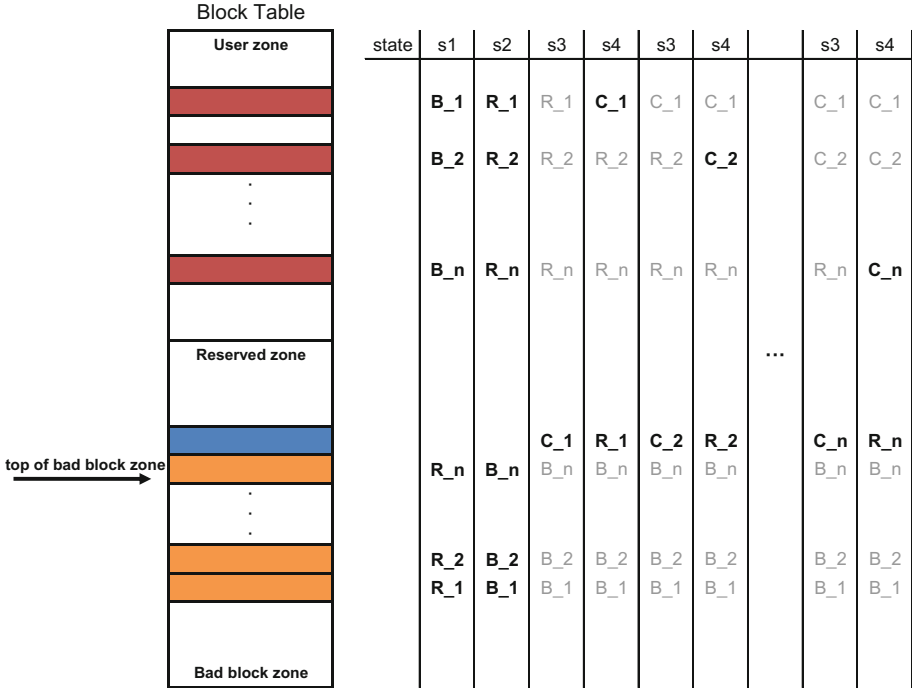 Block Table
User zone state s1 s2 s3 s4 s3 s4 s3 s4
B_1 R_1 R_1 C_1 C_1 C_1 C_1 C_1
B_2 R_2 R_2 R_2 R_2 C_2 C_2 C_2
B_n R_n R_n R_n R_n R_n R_n C_n
Reserved zone ...
C_1 R_1 C_2 R_2 C_n R_n
top of bad block zone R_n B_n B_n B_n B_n B_n B_n B_n
R_2 B_2 B_2 B_2 B_2 B_2 B_2 B_2
R_1 B_1 B_1 B_1 B_1 B_1 B_1 B_1
Bad block zone